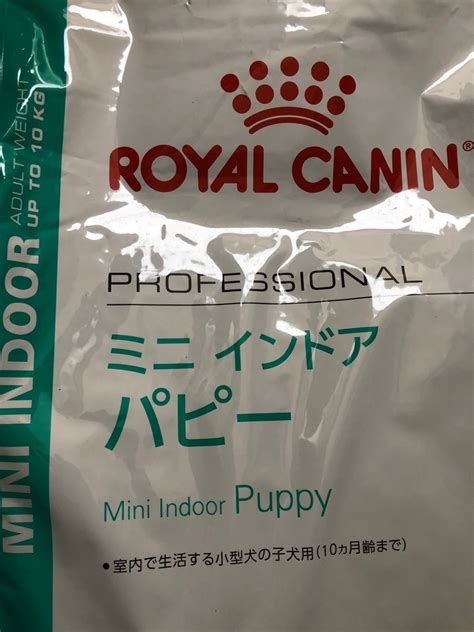 MINI INDOOR ADULT WEIGHT UP TO 10 KG
ROYAL CANIN®
PROFESSIONAL
ミニ インドア
パピー
Mini Indoor Puppy
•室内で生活する小型犬の子犬用(10ヵ月齢まで)